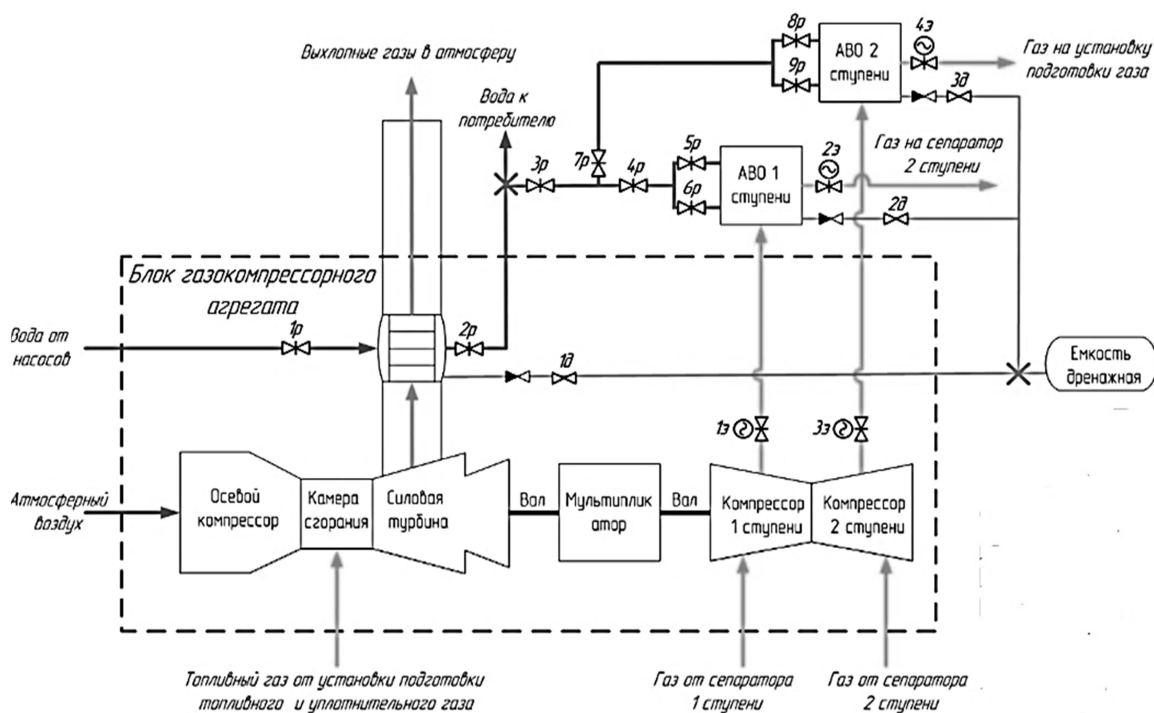 8р
4з
АВО 2
ступени
9р
Газ на установку
подготовки газа
3д
Выхлопные газы в атмосферу
Вода к
потребителю
3р
7р
4р
5р
6р
АВО 1
ступени
2з
Газ на сепаратор
2 ступени
2д
Блок газокомпрессорного
агрегата
Вода от
насосов
1р
2р
1д
Емкость
дренажная
1з
3з
Атмосферный
воздух
Осевой
компрессор
Камера
сгорания
Силовая
турбина
Вал
Мультиплик
атор
Вал
Компрессор
1 ступени
Компрессор
2 ступени
Топливный газ от установки подготовки
топливного и уплотнительного газа
Газ от сепаратора
1 ступени
Газ от сепаратора
2 ступени